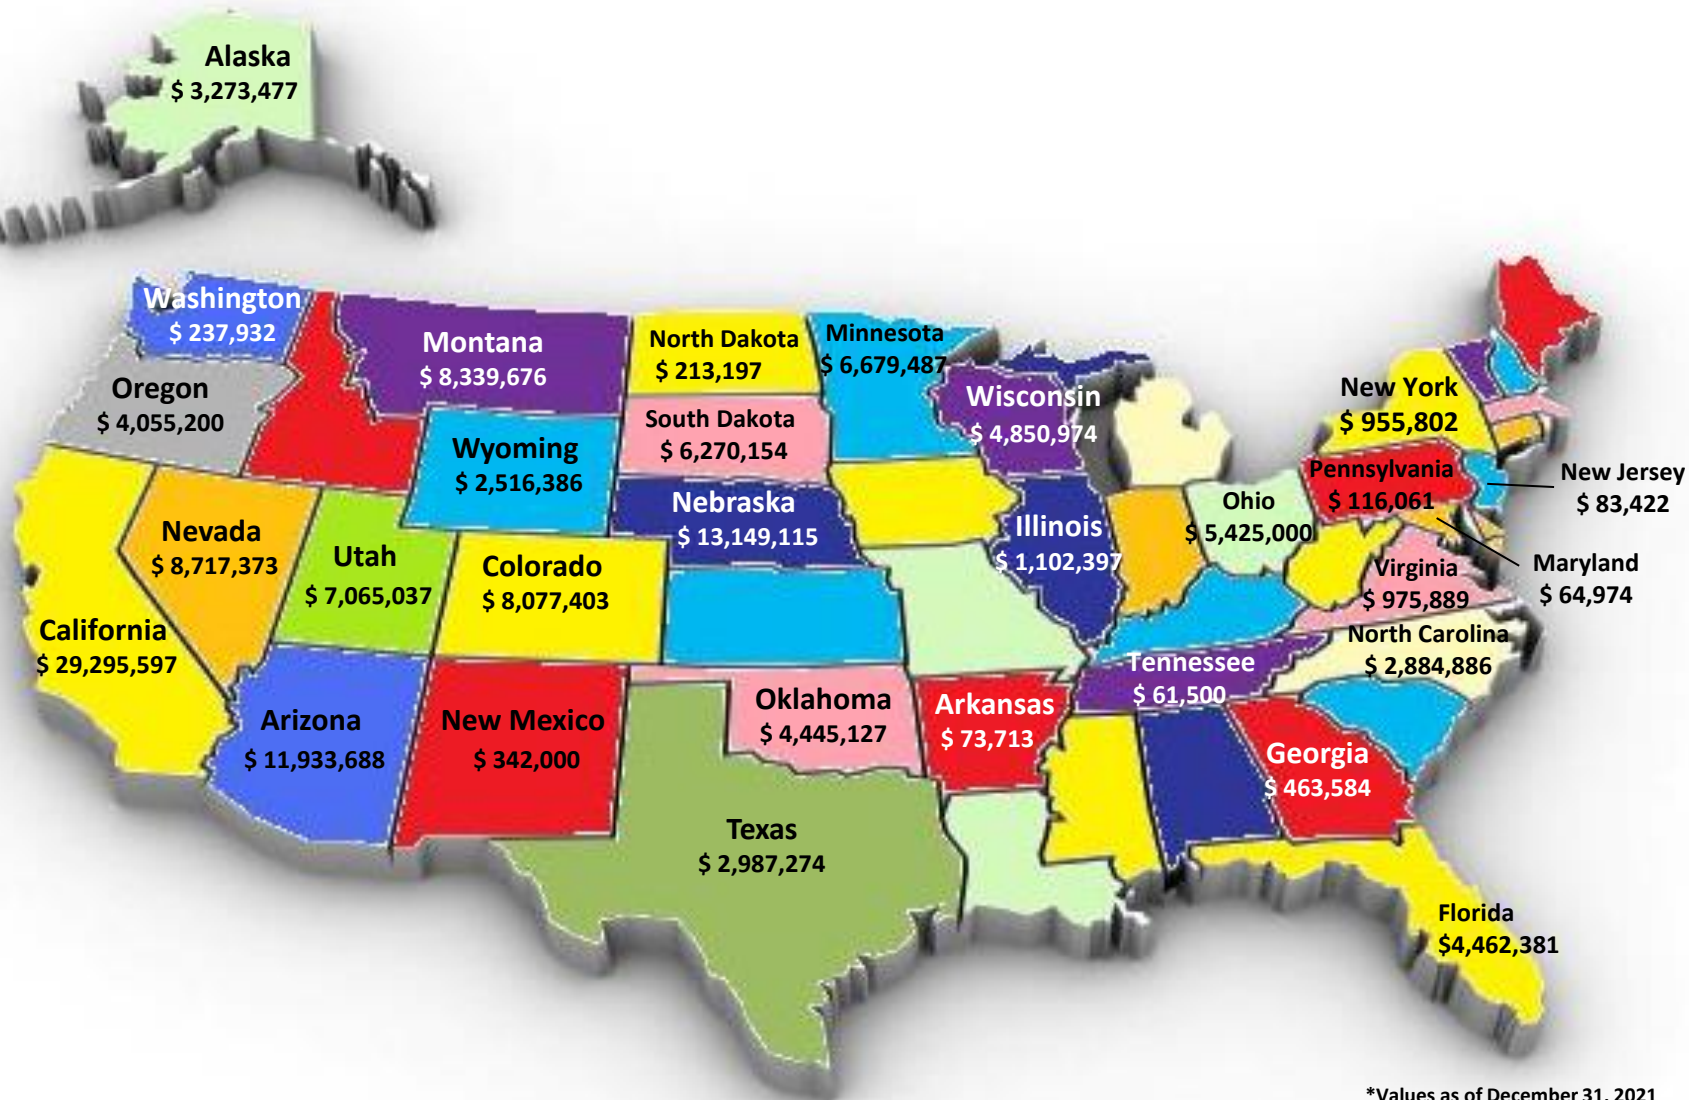 Alaska
$ 3,273,477
Washington
$ 237,932
Montana
$ 8,339,676
North Dakota
$ 213,197
Minnesota
$ 6,679,487
Oregon
$ 4,055,200
Wyoming
$ 2,516,386
South Dakota
$ 6,270,154
Wisconsin
$ 4,850,974
New York
$ 955,802
Nebraska
$ 13,149,115
Pennsylvania
$ 116,061
New Jersey
$ 83,422
Nevada
$ 8,717,373
Utah
$ 7,065,037
Colorado
$ 8,077,403
Illinois
$ 1,102,397
Ohio
$ 5,425,000
Maryland
$ 64,974
Virginia
$ 975,889
California
$ 29,295,597
North Carolina
$ 2,884,886
Tennessee
$ 61,500
Arizona
$ 11,933,688
New Mexico
$ 342,000
Oklahoma
$ 4,445,127
Arkansas
$ 73,713
Georgia
$ 463,584
Texas
$ 2,987,274
Florida
$4,462,381
*Values as of December 31, 2021